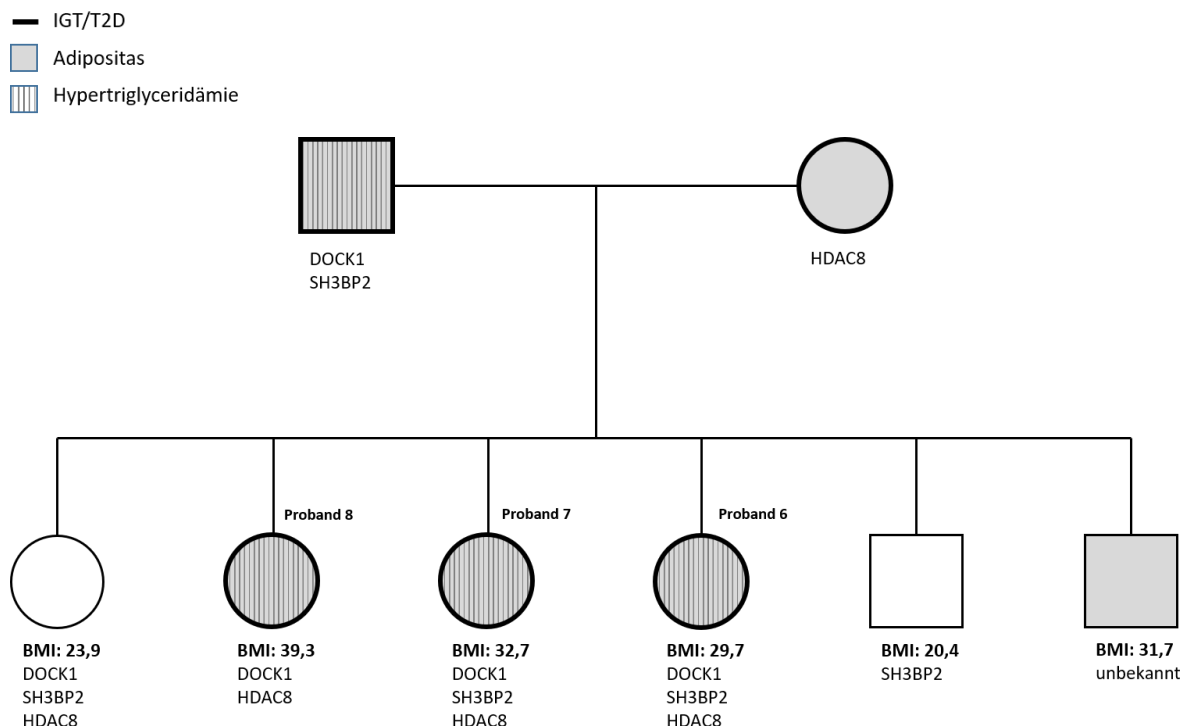 IGT/T2D
Adipositas
Hypertriglyceridämie
DOCK1
SH3BP2
HDAC8
Proband 8
Proband 7
Proband 6
BMI: 23,9
DOCK1
SH3BP2
HDAC8
BMI: 39,3
DOCK1
HDAC8
BMI: 32,7
DOCK1
SH3BP2
HDAC8
BMI: 29,7
DOCK1
SH3BP2
HDAC8
BMI: 20,4
SH3BP2
BMI: 31,7
unbekannt